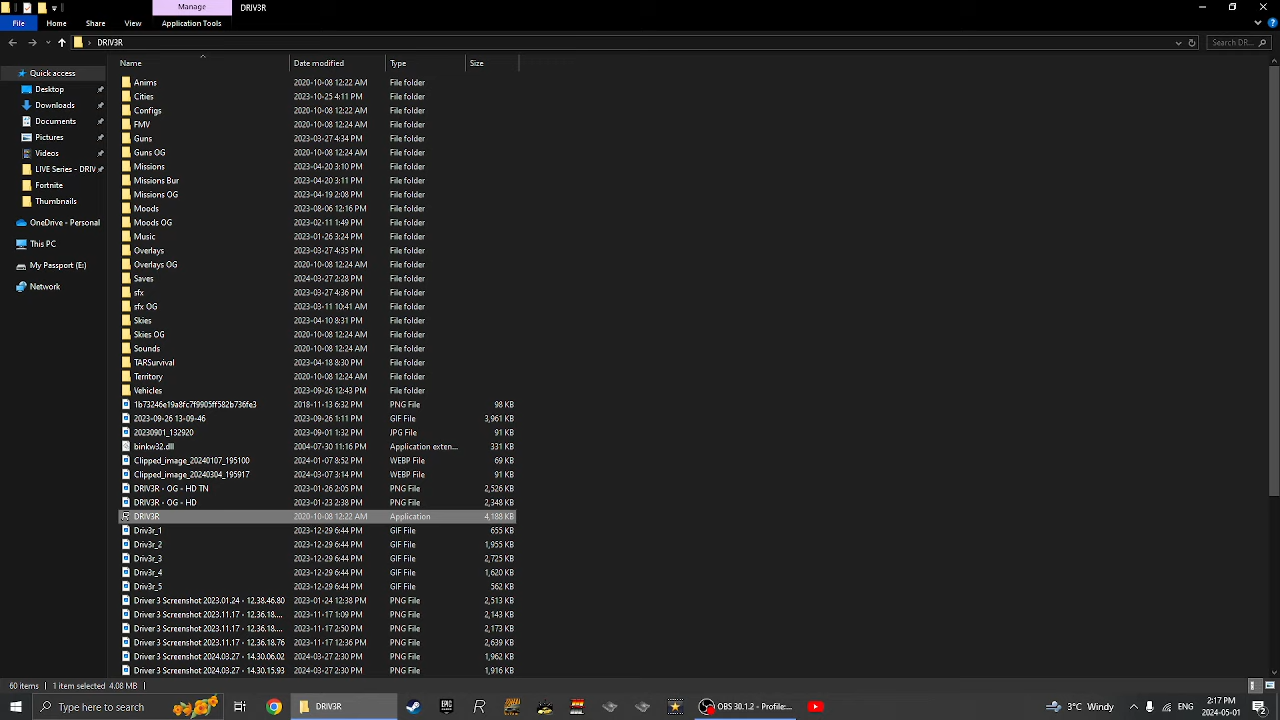 Manage DRIV3R
File Home Share View Application Tools
DRIV3R Search DR...
Name Date modified Type Size
Quick access
Desktop
Downloads
Documents
Pictures
Videos
LIVE Series - DRIV
Fortnite
Thumbnails
OneDrive - Personal
This PC
My Passport (E:)
Network
Anims 2020-10-08 12:22 AM File folder
Cities 2023-10-25 4:11 PM File folder
Configs 2020-10-08 12:22 AM File folder
FMV 2020-10-08 12:24 AM File folder
Guns 2023-03-27 4:34 PM File folder
Guns OG 2020-10-08 12:24 AM File folder
Missions 2023-04-20 3:10 PM File folder
Missions Bur 2023-04-20 3:11 PM File folder
Missions OG 2023-04-19 2:08 PM File folder
Moods 2023-08-06 12:16 PM File folder
Moods OG 2023-02-11 1:49 PM File folder
Music 2023-01-26 3:24 PM File folder
Overlays 2023-03-27 4:35 PM File folder
Overlays OG 2020-10-08 12:24 AM File folder
Saves 2024-03-27 2:28 PM File folder
sfx 2023-03-27 4:36 PM File folder
sfx OG 2023-03-11 10:41 AM File folder
Skies 2023-04-10 8:31 PM File folder
Skies OG 2020-10-08 12:24 AM File folder
Sounds 2020-10-08 12:24 AM File folder
TARSurvival 2023-04-18 8:30 PM File folder
Territory 2020-10-08 12:24 AM File folder
Vehicles 2023-09-26 12:43 PM File folder
1b73246e19a8fc7f9905ff582b736fe3 2018-11-13 6:32 PM PNG File 98 KB
2023-09-26 13-09-46 2023-09-26 1:11 PM GIF File 3,961 KB
20230901_132920 2023-09-01 1:32 PM JPG File 91 KB
binkw32.dll 2004-07-30 11:16 PM Application exten... 331 KB
Clipped_image_20240107_195100 2024-01-07 8:52 PM WEBP File 69 KB
Clipped_image_20240304_195917 2024-03-07 3:14 PM WEBP File 91 KB
DRIV3R - OG - HD TN 2023-01-26 2:05 PM PNG File 2,526 KB
DRIV3R - OG - HD 2023-01-23 2:38 PM PNG File 2,348 KB
DRIV3R 2020-10-08 12:22 AM Application 4,188 KB
Driv3r_1 2023-12-29 6:44 PM GIF File 655 KB
Driv3r_2 2023-12-29 6:44 PM GIF File 1,955 KB
Driv3r_3 2023-12-29 6:44 PM GIF File 2,725 KB
Driv3r_4 2023-12-29 6:44 PM GIF File 1,620 KB
Driv3r_5 2023-12-29 6:44 PM GIF File 562 KB
Driver 3 Screenshot 2023.01.24 - 12.38.46.80 2023-01-24 12:38 PM PNG File 2,513 KB
Driver 3 Screenshot 2023.11.17 - 12.36.18.... 2023-11-17 1:09 PM PNG File 2,143 KB
Driver 3 Screenshot 2023.11.17 - 12.36.18.... 2023-11-17 2:50 PM PNG File 2,173 KB
Driver 3 Screenshot 2023.11.17 - 12.36.18.76 2023-11-17 12:36 PM PNG File 2,639 KB
Driver 3 Screenshot 2024.03.27 - 14.30.06.02 2024-03-27 2:30 PM PNG File 1,962 KB
Driver 3 Screenshot 2024.03.27 - 14.30.15.93 2024-03-27 2:30 PM PNG File 1,916 KB
60 items 1 item selected 4.08 MB
Type here to search DRIV3R OBS 30.1.2 - Profile... 8°C Windy ENG 2:17 PM
2024-05-01